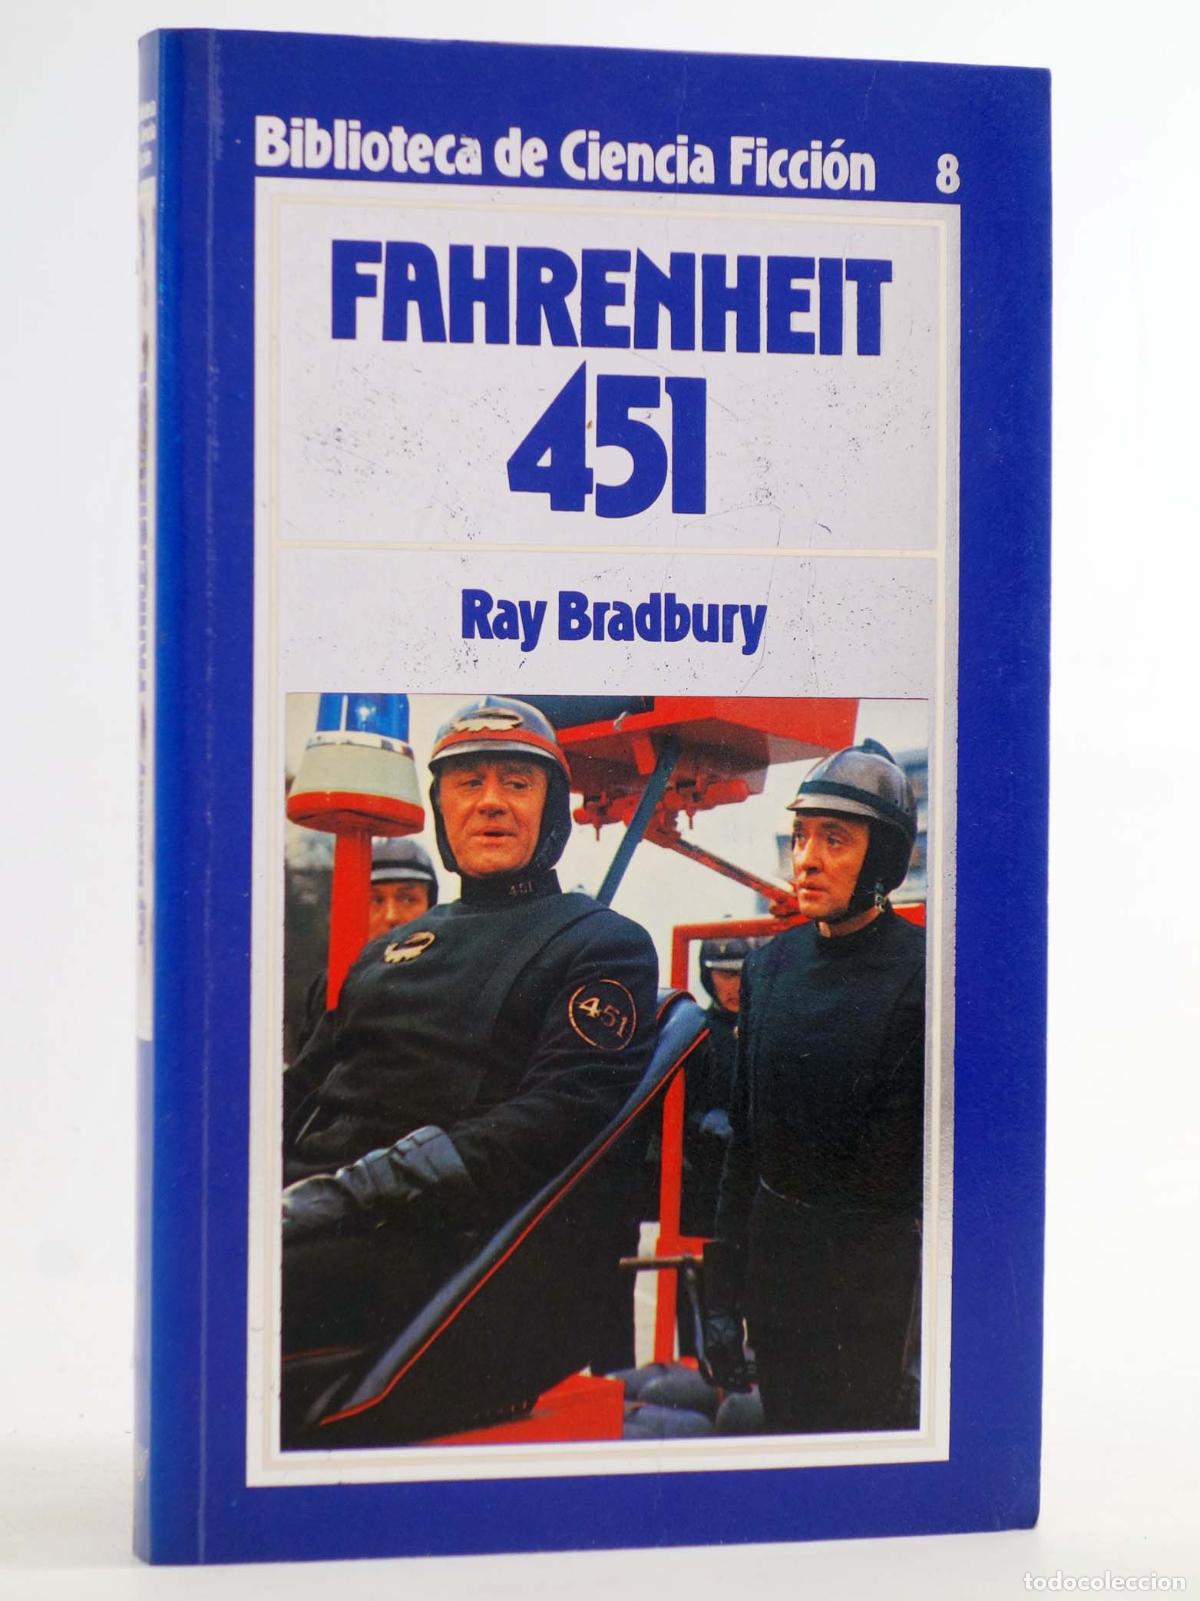 Biblioteca de Ciencia Ficción 8
FAHRENHEIT
451
Ray Bradbury
451
451
todocoleccion